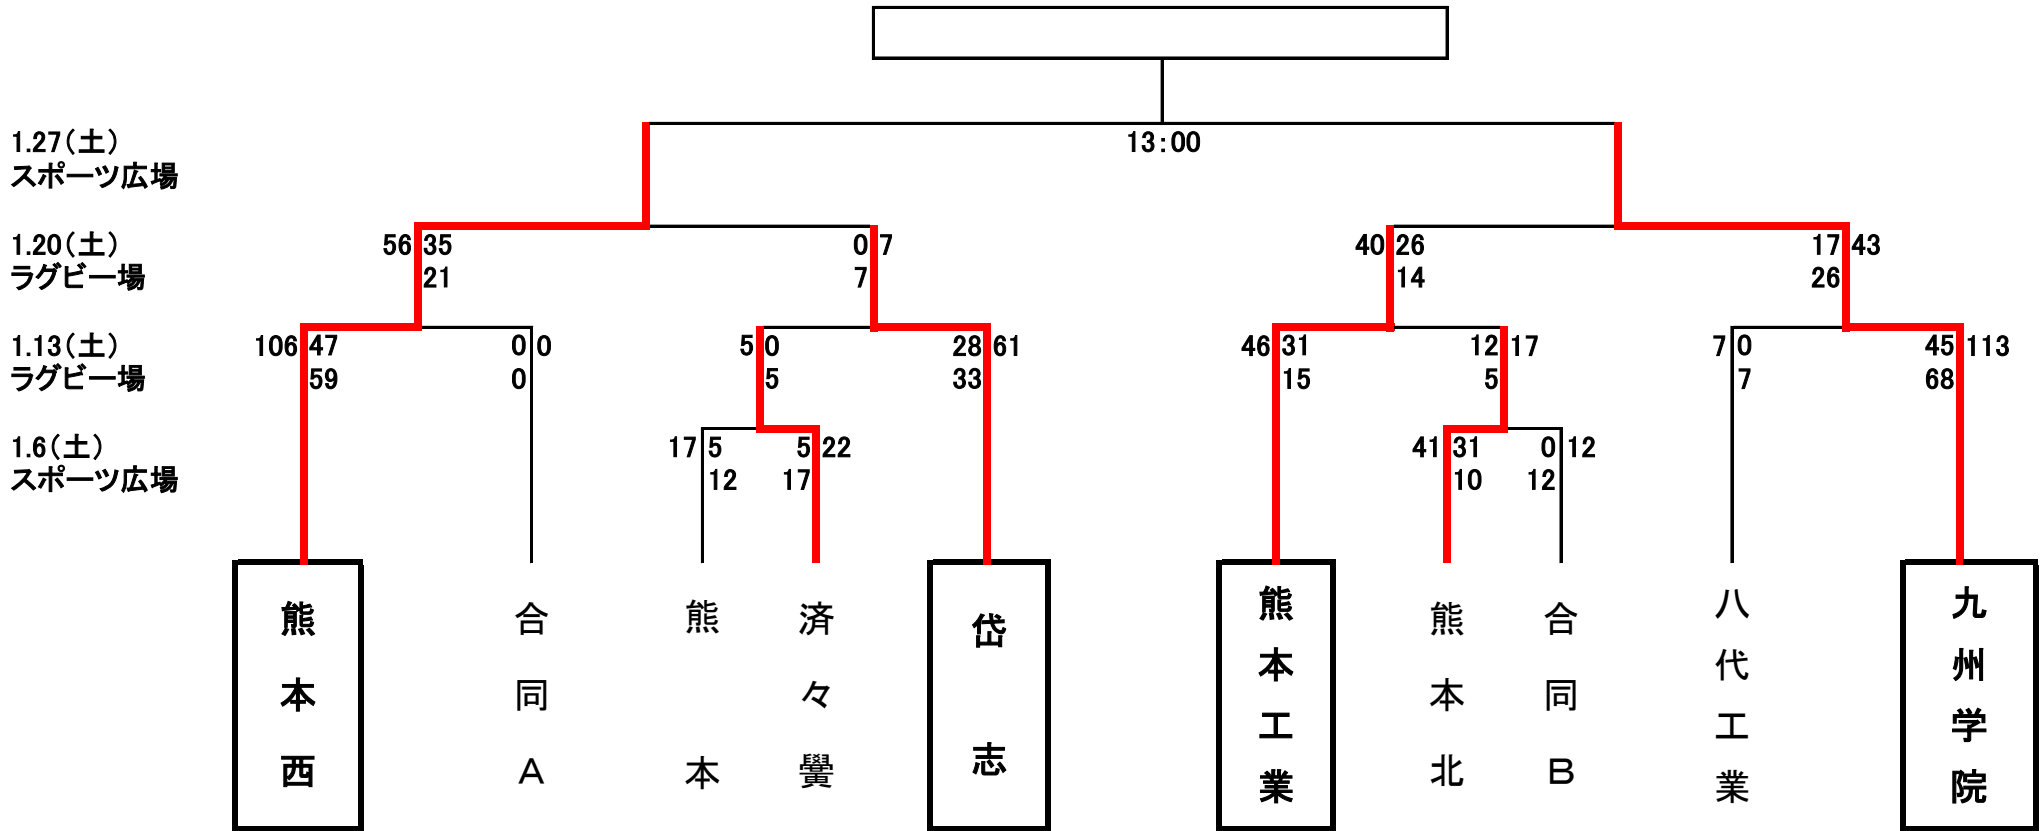 1.27(土)
スポーツ広場
13:00
1.20(土)
ラグビー場
56 35 0 7 40 26 17 43
21 7 14 26
1.13(土)
ラグビー場
106 47 0 0 5 0 28 61 46 31 12 17 7 0 45 113
59 0 5 33 15 5 7 68
1.6(土)
スポーツ広場
17 5 5 22 41 31 0 12
12 17 10 12
熊本西
合同A
熊本
済々黌
岱志
熊本工業
熊本北
合同B
八代工業
九州学院